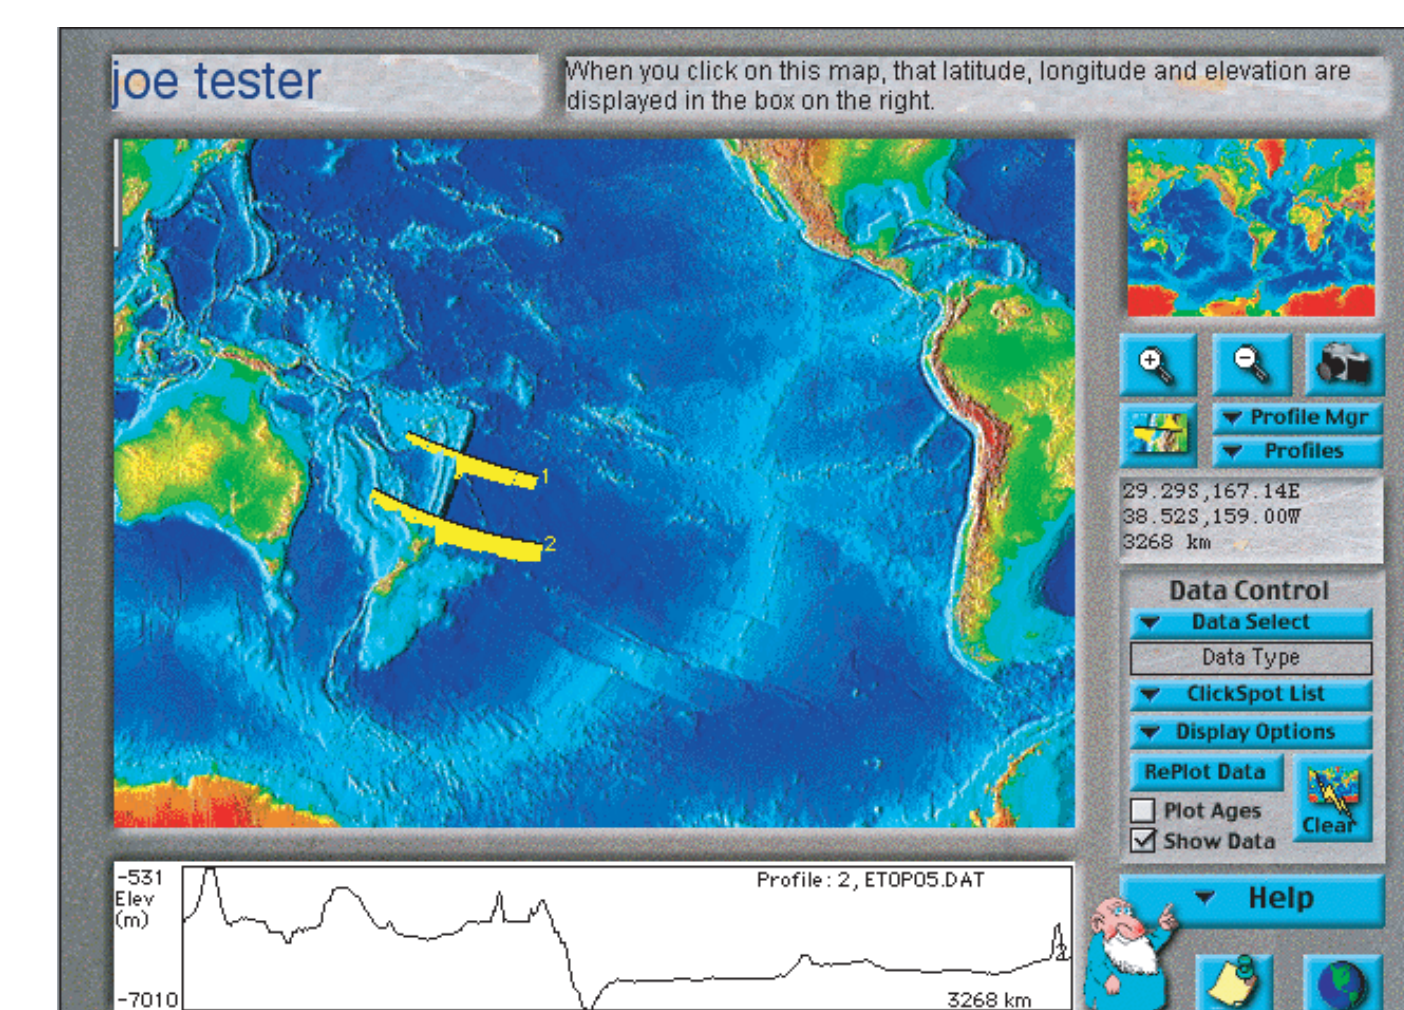 joe tester
When you click on this map, that latitude, longitude and elevation are
displayed in the box on the right.
1
2
Profile Mgr
Profiles
29.29S,167.14E
38.52S,159.00W
3268 km
Data Control
Data Select
Data Type
ClickSpot List
Display Options
RePlot Data
Plot Ages
Show Data
Clear
Help
-531
Elev
(m)
-7010
Profile: 2, ETOPO5.DAT
3268 km